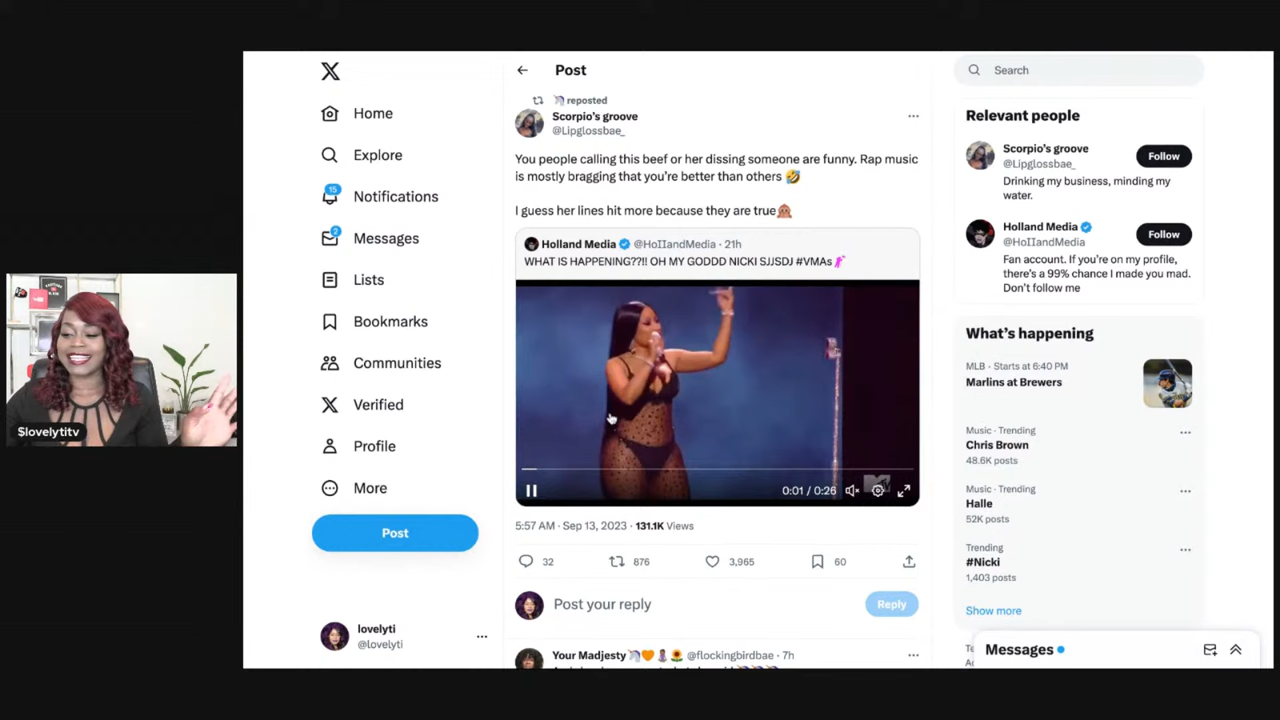 Home
Explore
15
Notifications
2
Messages
Lists
Bookmarks
Communities
Verified
Profile
More
Post
lovelyti
@lovelyti
$lovelytitv
Post
reposted
Scorpio's groove
@Lipglossbae_
You people calling this beef or her dissing someone are funny. Rap music
is mostly bragging that you're better than others 🤣
I guess her lines hit more because they are true🙈
Holland Media @HoIIandMedia · 21h
WHAT IS HAPPENING??!! OH MY GODDD NICKI SJJSDJ #VMAs
0:01 / 0:26
5:57 AM · Sep 13, 2023 · 131.1K Views
32 876 3,965 60
Post your reply
Reply
Your Madjesty @flockingbirdbae · 7h
Search
Relevant people
Scorpio's groove
@Lipglossbae_
Follow
Drinking my business, minding my
water.
Holland Media
@HoIIandMedia
Follow
Fan account. If you're on my profile,
there's a 99% chance I made you mad.
Don't follow me
What's happening
MLB · Starts at 6:40 PM
Marlins at Brewers
Music · Trending
Chris Brown
48.6K posts
Music · Trending
Halle
52K posts
Trending
#Nicki
1,403 posts
Show more
Messages